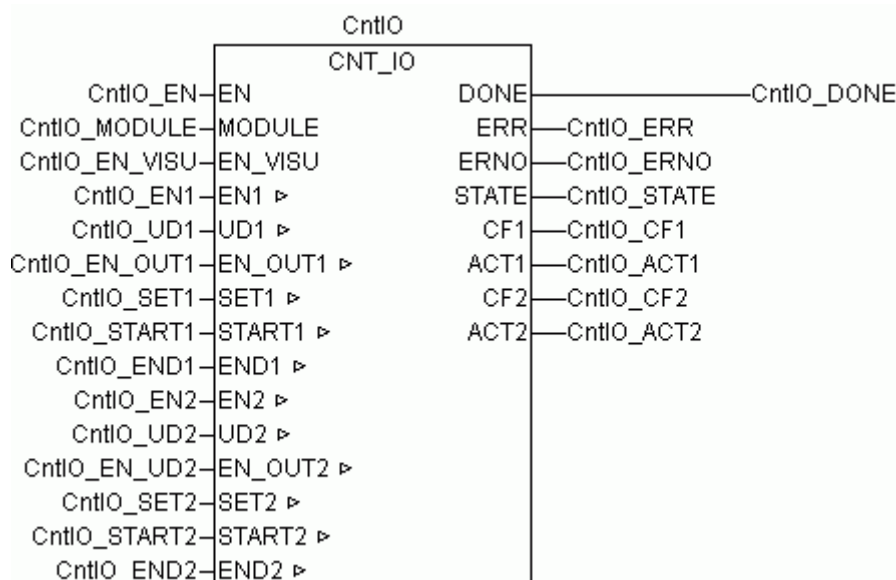 CntIO
CNT_IO
CntIO_EN EN DONE CntIO_DONE
CntIO_MODULE MODULE ERR CntIO_ERR
CntIO_EN_VISU EN_VISU ERNO CntIO_ERNO
CntIO_EN1 EN1 STATE CntIO_STATE
CntIO_UD1 UD1 CF1 CntIO_CF1
CntIO_EN_OUT1 EN_OUT1 ACT1 CntIO_ACT1
CntIO_SET1 SET1 CF2 CntIO_CF2
CntIO_START1 START1 ACT2 CntIO_ACT2
CntIO_END1 END1
CntIO_EN2 EN2
CntIO_UD2 UD2
CntIO_EN_UD2 EN_OUT2
CntIO_SET2 SET2
CntIO_START2 START2
CntIO_END2 END2